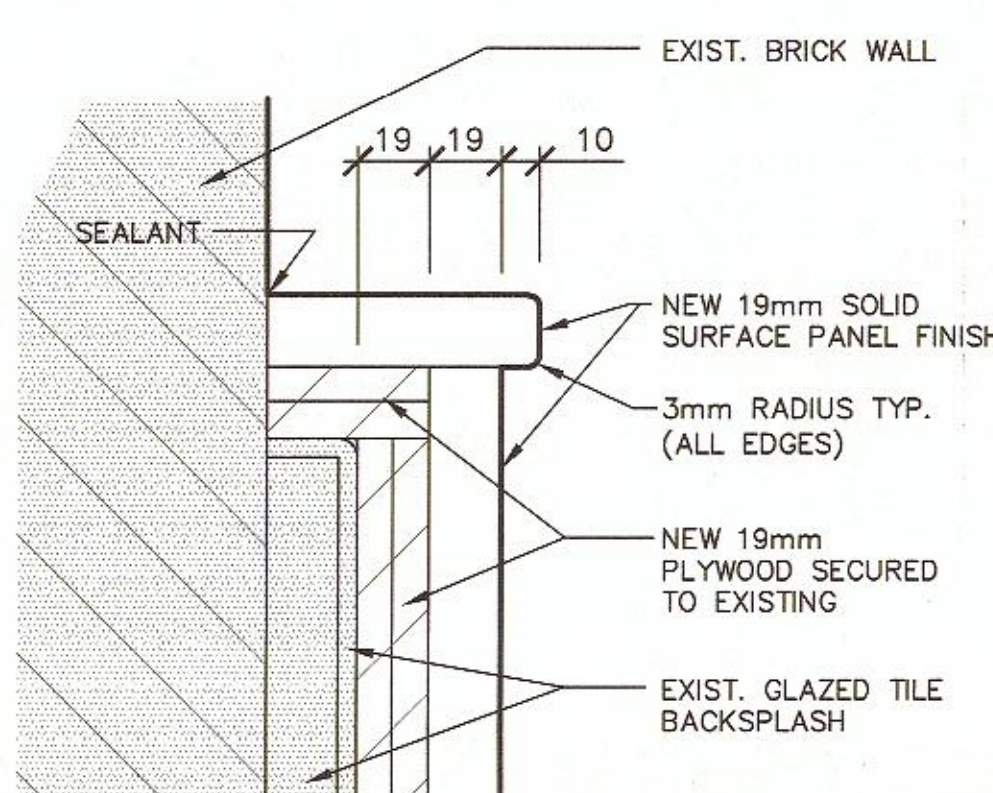 EXIST. BRICK WALL
19 19 10
SEALANT
NEW 19mm SOLID
SURFACE PANEL FINISH
3mm RADIUS TYP.
(ALL EDGES)
NEW 19mm
PLYWOOD SECURED
TO EXISTING
EXIST. GLAZED TILE
BACKSPLASH